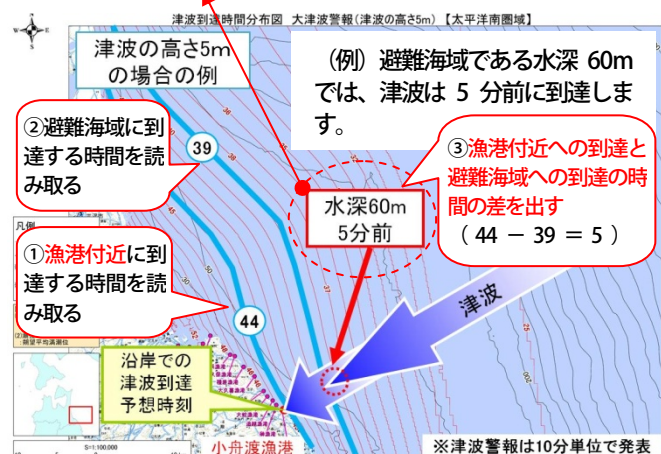 津波到達時間分布図 大津波警報(津波の高さ5m) 【太平洋南圏域】
津波の高さ5m
の場合の例
(例) 避難海域である水深 60m
では、津波は 5 分前に到達しま
す。
②避難海域に到
達する時間を読
み取る
39
③漁港付近への到達と
避難海域への到達の時
間の差を出す
( 44 - 39 = 5 )
水深60m
5分前
凡例
①漁港付近に到
達する時間を読
み取る
44
津波
沿岸での
津波到達
予想時刻
小舟渡漁港
S=1:100,000
※津波警報は10分単位で発表